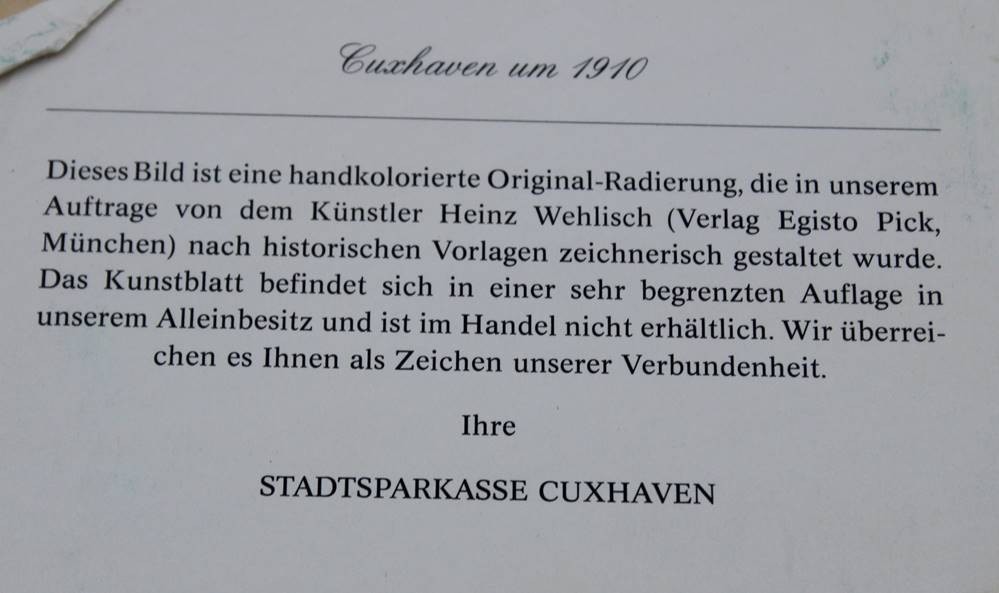 Cuxhaven um 1910
Dieses Bild ist eine handkolorierte Original-Radierung, die in unserem
Auftrage von dem Künstler Heinz Wehlisch (Verlag Egisto Pick,
München) nach historischen Vorlagen zeichnerisch gestaltet wurde.
Das Kunstblatt befindet sich in einer sehr begrenzten Auflage in
unserem Alleinbesitz und ist im Handel nicht erhältlich. Wir überrei-
chen es Ihnen als Zeichen unserer Verbundenheit.
Ihre
STADTSPARKASSE CUXHAVEN